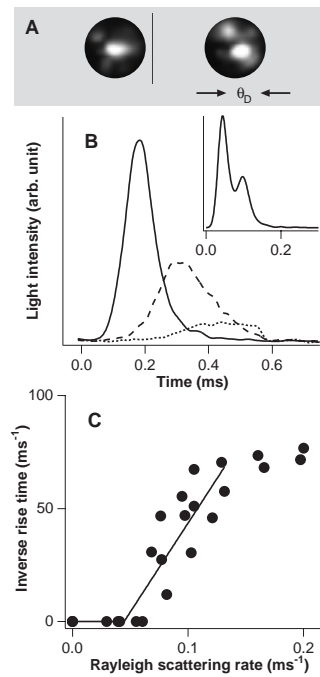 A
θD
B
Light intensity (arb. unit)
0.0 0.2
0.0 0.2 0.4 0.6
Time (ms)
C
Inverse rise time (ms-1)
100
50
0
0.0 0.1 0.2
Rayleigh scattering rate (ms-1)